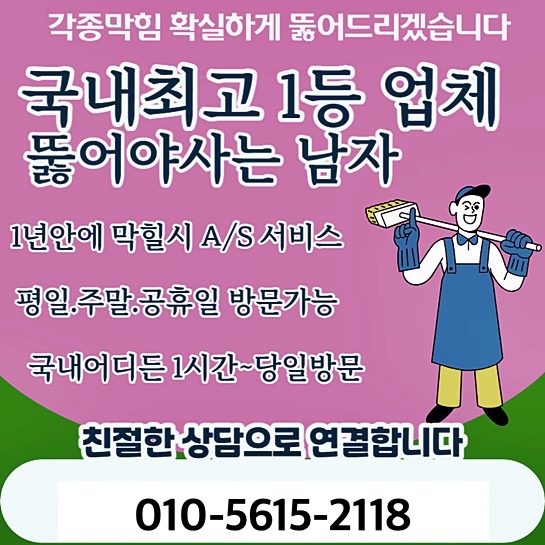 각종막힘 확실하게 뚫어드리겠습니다
국내최고 1등 업체
뚫어야사는 남자
1년안에 막힐시 A/S 서비스
평일.주말.공휴일 방문가능
국내어디든 1시간~당일방문
친절한 상담으로 연결합니다
010-5615-2118